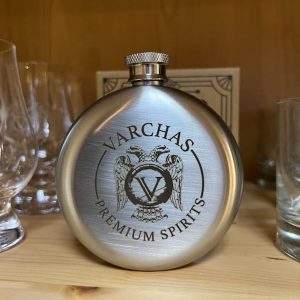 VARCHAS
V
PREMIUM SPIRITS